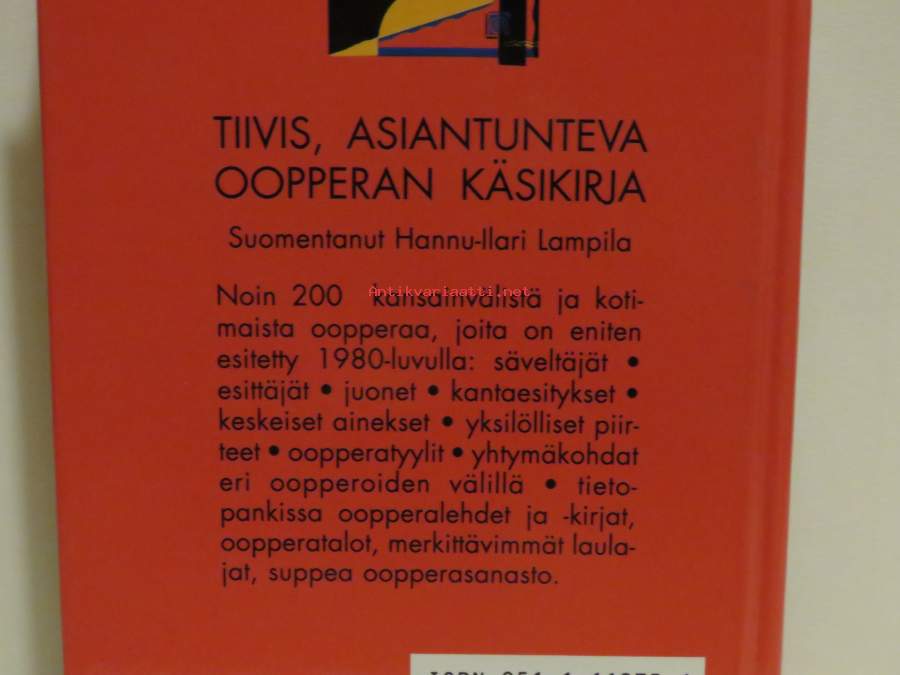 TIIVIS, ASIANTUNTEVA
OOPPERAN KÄSIKIRJA
Suomentanut Hannu-Ilari Lampila
Antikvariaatti.net
Noin 200 kansainvälistä ja koti-
maista oopperaa, joita on eniten
esitetty 1980-luvulla: säveltäjät •
esittäjät • juonet • kantaesitykset •
keskeiset ainekset • yksilölliset piir-
teet • oopperatyylit • yhtymäkohdat
eri oopperoiden välillä • tieto-
pankissa oopperalehdet ja -kirjat,
oopperatalot, merkittävimmät laula-
jat, suppea oopperasanasto.